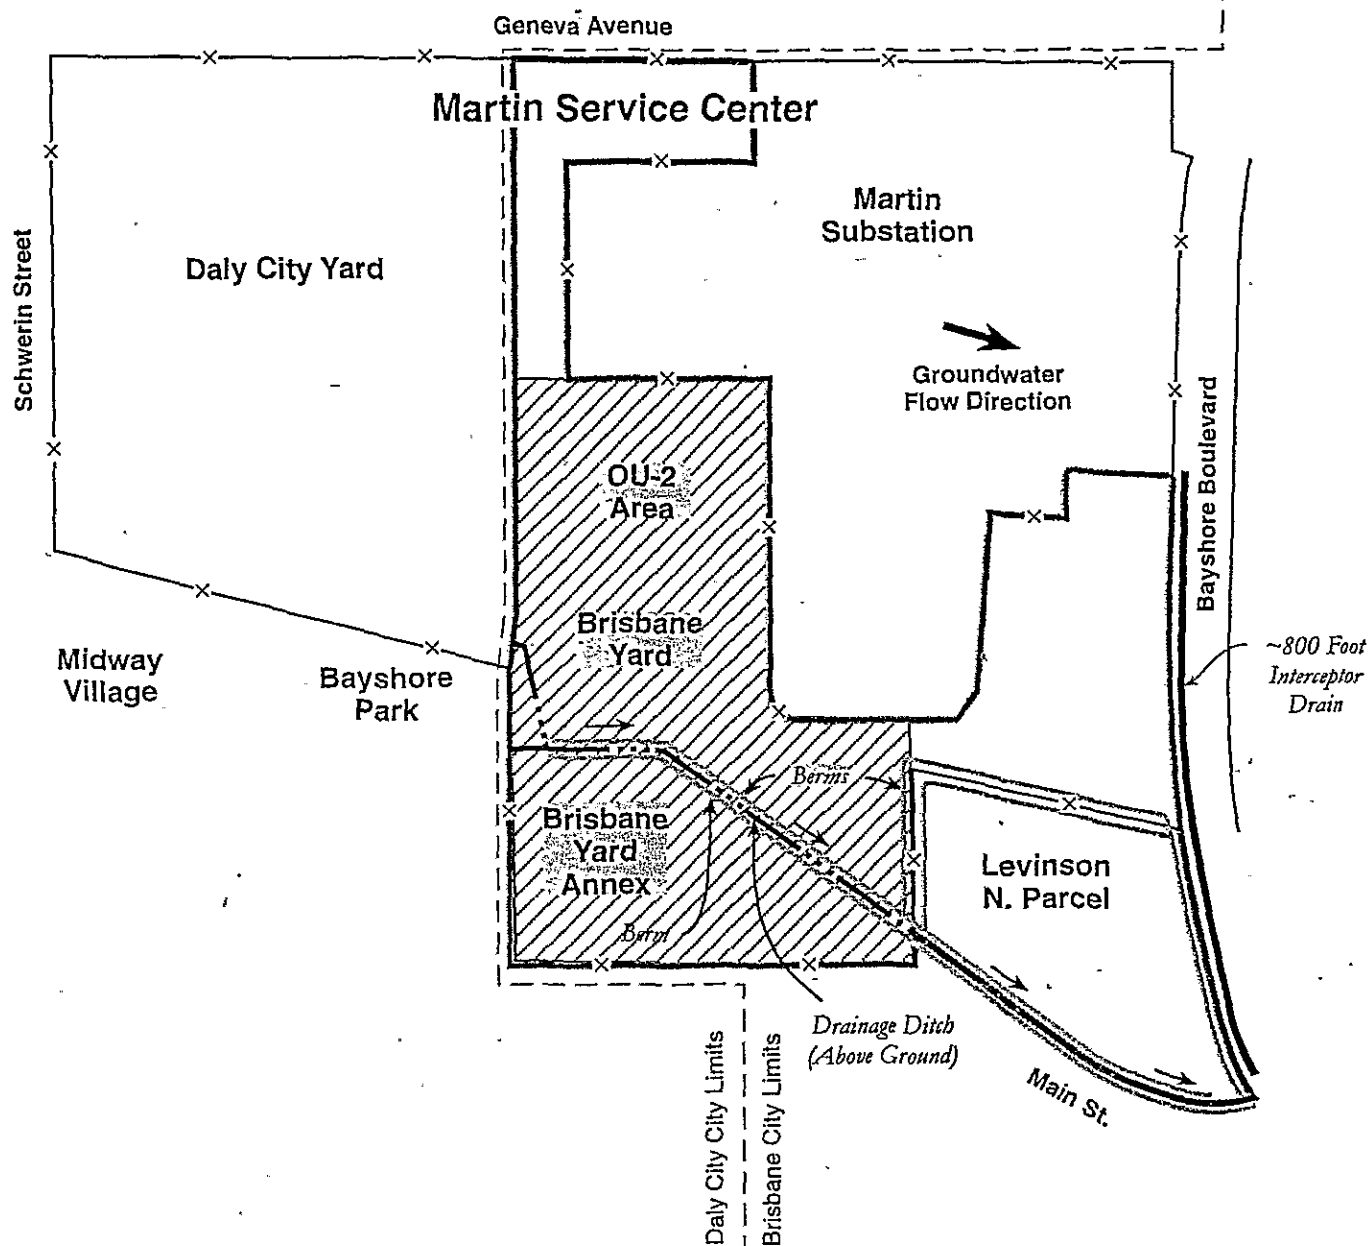 Geneva Avenue
Martin Service Center
Martin
Substation
Schwerin Street
Daly City Yard
Groundwater
Flow Direction
Bayshore Boulevard
OU-2
Area
Brisbane
Yard
~800 Foot
Interceptor
Drain
Midway
Village
Bayshore
Park
Berms
Brisbane
Yard
Annex
Levinson
N. Parcel
Berm
Drainage Ditch
(Above Ground)
Main St.
Daly City City Limits
Brisbane City Limits